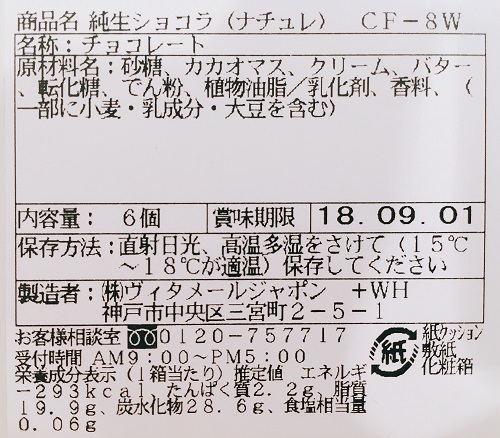 商品名 純生ショコラ（ナチュレ） CF－8W
名称：チョコレート
原材料名：砂糖、カカオマス、クリーム、バター
、転化糖、でん粉、植物油脂／乳化剤、香料、（
一部に小麦・乳成分・大豆を含む）
内容量： 6個 賞味期限 18.09.01
保存方法：直射日光、高温多湿をさけて（15℃
～18℃が適温）保存してください
製造者：㈱ヴィタメールジャポン ＋WH
神戸市中央区三宮町2－5－1
お客様相談室 0120－757717
受付時間 AM9：00～PM5：00
紙 紙クッション
敷紙
化粧箱
栄養成分表示（1箱当たり）推定値 エネルギ
ー293kcal、たんぱく質2.2g、脂質
19.9g、炭水化物28.6g、食塩相当量
0.06g